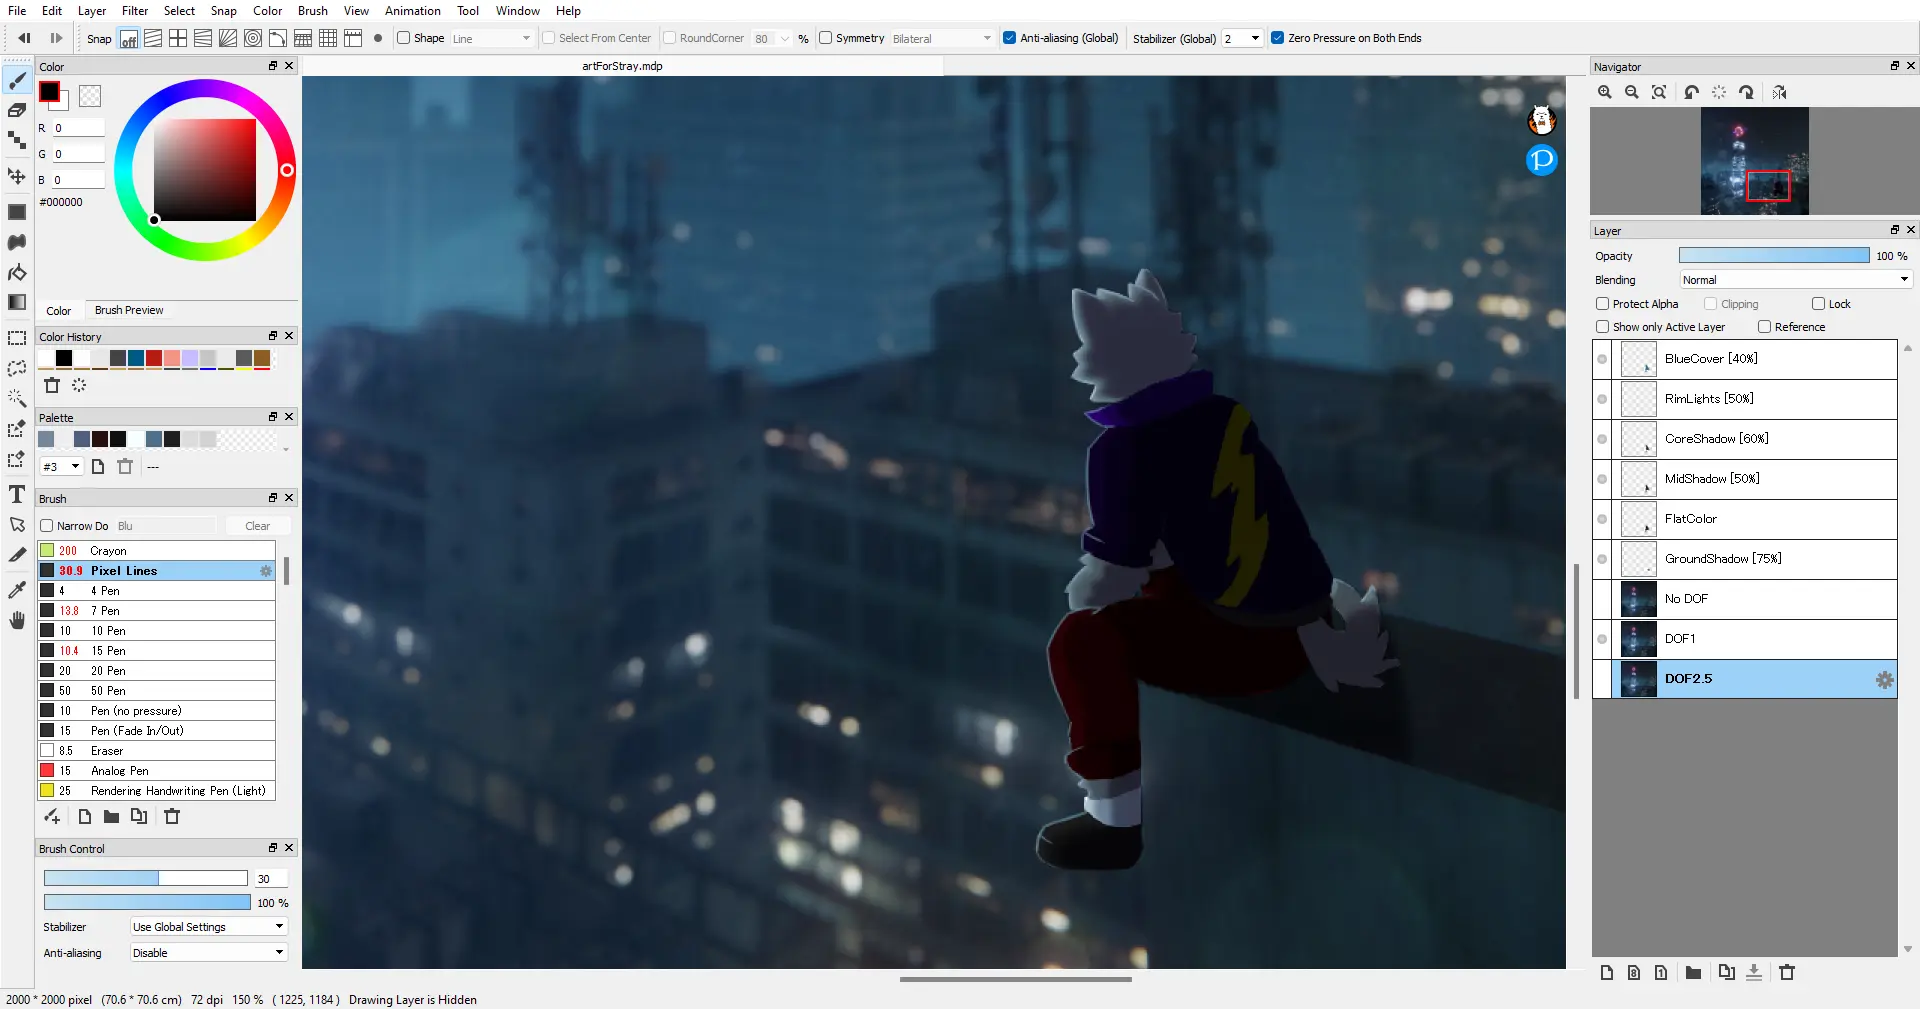 File Edit Layer Filter Select Snap Color Brush View Animation Tool Window Help
Snap off Shape Line Select From Center RoundCorner 80 % Symmetry Bilateral Anti-aliasing (Global) Stabilizer (Global) 2 Zero Pressure on Both Ends
Color
artForStray.mdp
Navigator
R 0
G 0
B 0
#000000
Color Brush Preview
Color History
Palette
#3 ---
Brush
Narrow Do Blu Clear
200 Crayon
30.9 Pixel Lines
4 4 Pen
13.8 7 Pen
10 10 Pen
10.4 15 Pen
20 20 Pen
50 50 Pen
10 Pen (no pressure)
15 Pen (Fade In/Out)
8.5 Eraser
15 Analog Pen
25 Rendering Handwriting Pen (Light)
Brush Control
30
100 %
Stabilizer Use Global Settings
Anti-aliasing Disable
P
Layer
Opacity 100 %
Blending Normal
Protect Alpha Clipping Lock
Show only Active Layer Reference
BlueCover [40%]
RimLights [50%]
CoreShadow [60%]
MidShadow [50%]
FlatColor
GroundShadow [75%]
No DOF
DOF1
DOF2.5
8 1
2000 * 2000 pixel (70.6 * 70.6 cm) 72 dpi 150 % ( 1225, 1184 ) Drawing Layer is Hidden